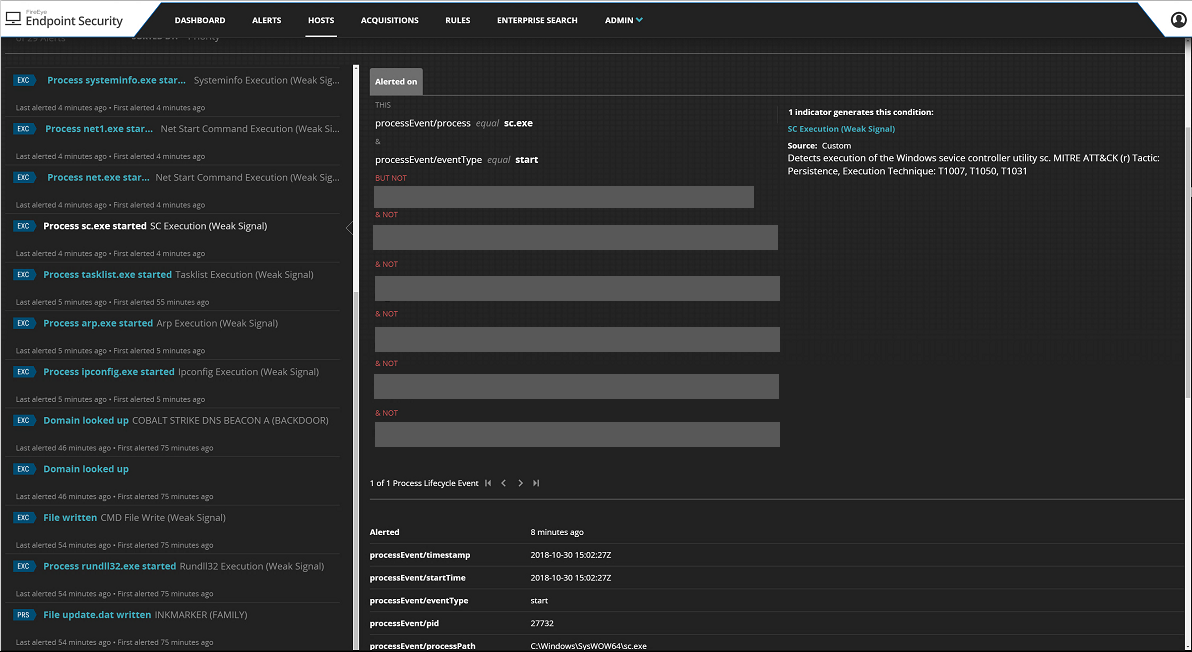 FireEye
Endpoint Security
DASHBOARD ALERTS HOSTS ACQUISITIONS RULES ENTERPRISE SEARCH ADMIN
of 29 Alerts Priority
EXC Process systeminfo.exe star... Systeminfo Execution (Weak Sig...
Last alerted 4 minutes ago • First alerted 4 minutes ago
EXC Process net1.exe star... Net Start Command Execution (Weak Si...
Last alerted 4 minutes ago • First alerted 4 minutes ago
EXC Process net.exe star... Net Start Command Execution (Weak Sig...
Last alerted 4 minutes ago • First alerted 4 minutes ago
EXC Process sc.exe started SC Execution (Weak Signal)
Last alerted 4 minutes ago • First alerted 4 minutes ago
EXC Process tasklist.exe started Tasklist Execution (Weak Signal)
Last alerted 5 minutes ago • First alerted 55 minutes ago
EXC Process arp.exe started Arp Execution (Weak Signal)
Last alerted 5 minutes ago • First alerted 5 minutes ago
EXC Process ipconfig.exe started Ipconfig Execution (Weak Signal)
Last alerted 5 minutes ago • First alerted 5 minutes ago
EXC Domain looked up COBALT STRIKE DNS BEACON A (BACKDOOR)
Last alerted 46 minutes ago • First alerted 75 minutes ago
EXC Domain looked up
Last alerted 46 minutes ago • First alerted 75 minutes ago
EXC File written CMD File Write (Weak Signal)
Last alerted 54 minutes ago • First alerted 75 minutes ago
EXC Process rundll32.exe started Rundll32 Execution (Weak Signal)
Last alerted 54 minutes ago • First alerted 75 minutes ago
PRS File update.dat written INKMARKER (FAMILY)
Last alerted 54 minutes ago • First alerted 75 minutes ago
Alerted on
THIS
processEvent/process equal sc.exe
&
processEvent/eventType equal start
BUT NOT
& NOT
& NOT
& NOT
& NOT
& NOT
1 indicator generates this condition:
SC Execution (Weak Signal)
Source: Custom
Detects execution of the Windows sevice controller utility sc. MITRE ATT&CK (r) Tactic:
Persistence, Execution Technique: T1007, T1050, T1031
1 of 1 Process Lifecycle Event
Alerted 8 minutes ago
processEvent/timestamp 2018-10-30 15:02:27Z
processEvent/startTime 2018-10-30 15:02:27Z
processEvent/eventType start
processEvent/pid 27732
processEvent/processPath C:\Windows\SysWOW64\sc.exe